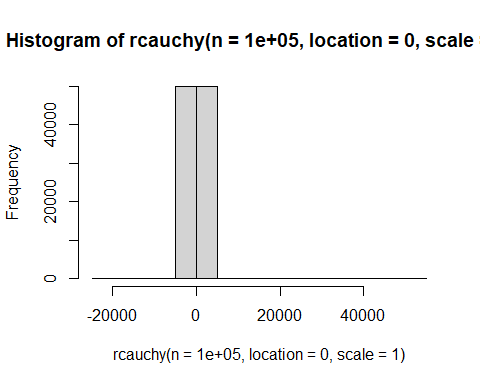 Histogram of rcauchy(n = 1e+05, location = 0, scale =
Frequency
40000
20000
0
-20000 0 20000 40000
rcauchy(n = 1e+05, location = 0, scale = 1)